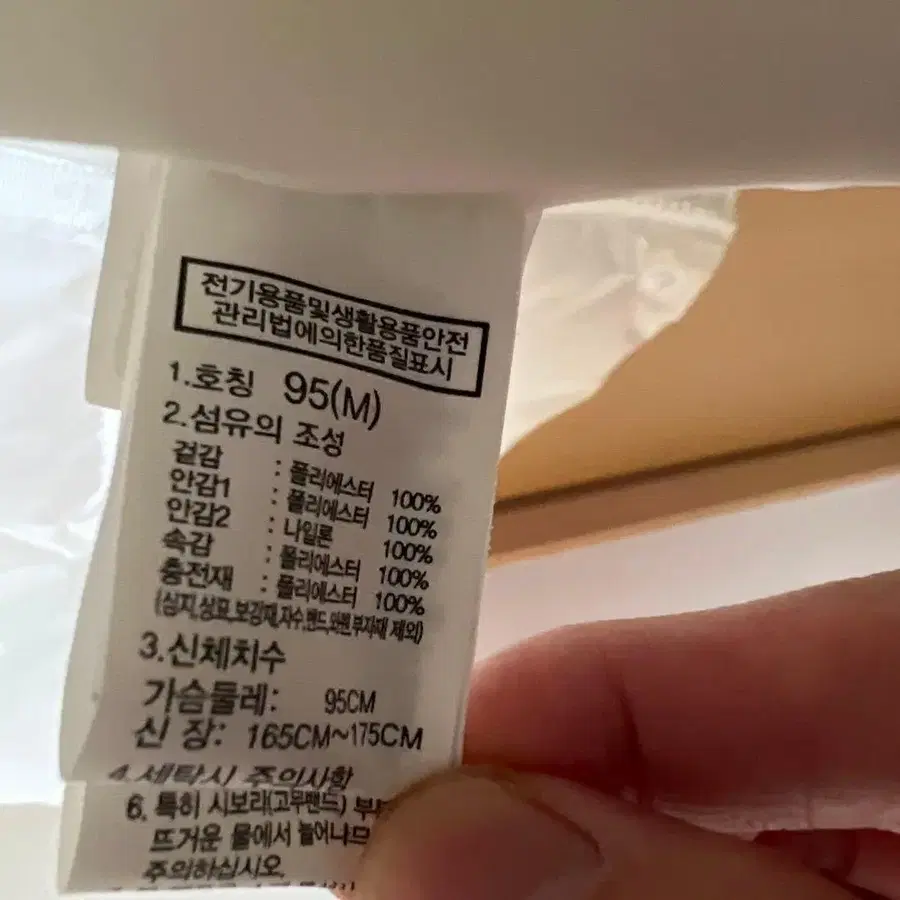 전기용품및생활용품안전
관리법에의한품질표시
1.호칭 95(M)
2.섬유의 조성
겉감 : 폴리에스터 100%
안감1 : 폴리에스터 100%
안감2 : 나일론 100%
속감 : 폴리에스터 100%
충전재 : 폴리에스터 100%
(심지,상표,보강재,자수,밴드,와펜,부자재 제외)
3.신체치수
가슴둘레: 95CM
신 장: 165CM~175CM
4.세탁시 주의사항
6. 특히 시보리(고무밴드)
뜨거운 물에서 늘어나므
주의하십시오.